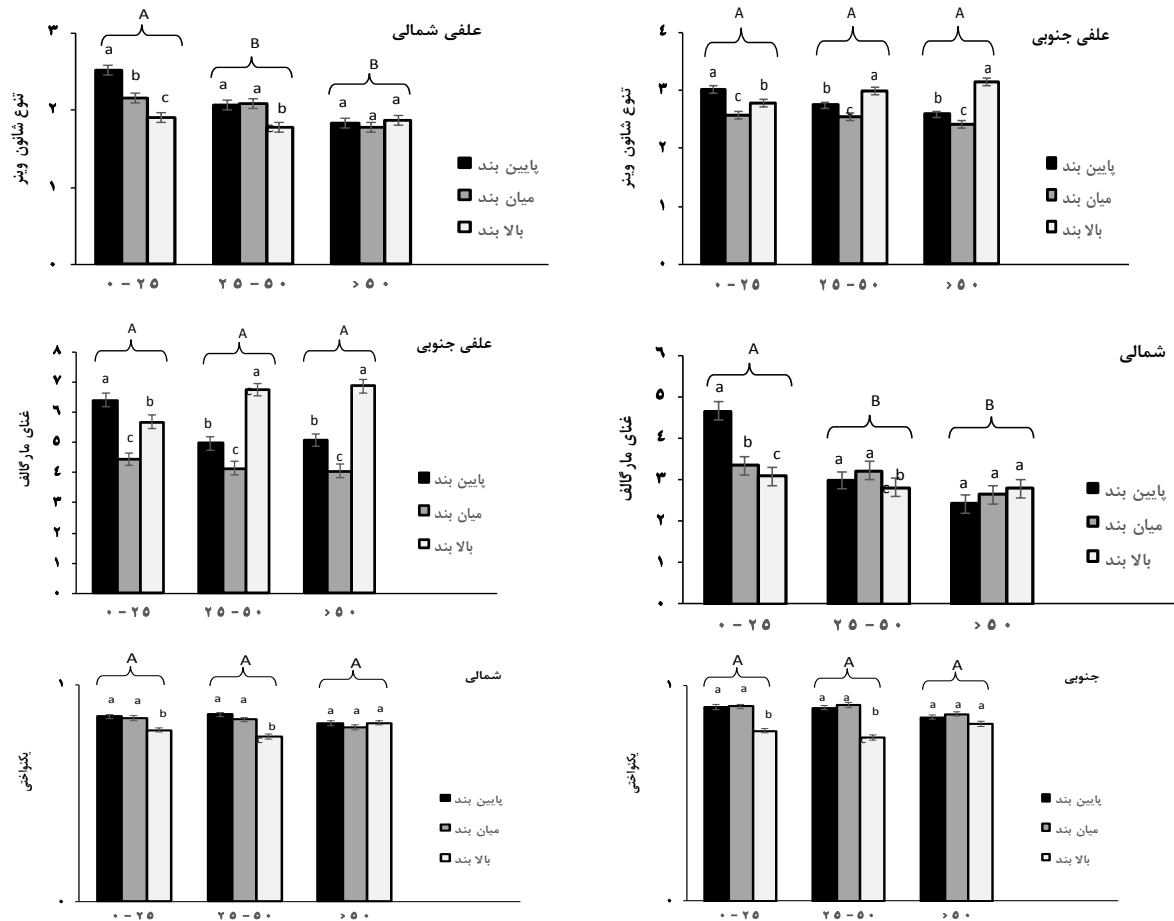 علفی شمالی
تنوع شانون وینر
۳
۲
۱
۰
A
a
b
c
B
a
a
b
c
B
a
a
a
۰-۲۵
۲۵-۵۰
>۵۰
پایین بند
میان بند
بالا بند
علفی جنوبی
تنوع شانون وینر
۴
۳
۲
۱
۰
A
a
c
b
A
b
c
a
A
b
c
a
۰-۲۵
۲۵-۵۰
>۵۰
پایین بند
میان بند
بالا بند
علفی جنوبی
غنای مارگالف
۸
۷
۶
۵
۴
۳
۲
۱
۰
A
a
c
b
A
b
c
a
c
A
b
c
a
۰-۲۵
۲۵-۵۰
>۵۰
پایین بند
میان بند
بالا بند
شمالی
غنای مارگالف
۶
۵
۴
۳
۲
۱
۰
A
a
b
c
B
a
a
b
c
B
a
a
a
۰-۲۵
۲۵-۵۰
>۵۰
پایین بند
میان بند
بالا بند
شمالی
یکنواختی
۱
۰
A
a
a
b
A
a
a
b
c
A
a
a
a
۰-۲۵
۲۵-۵۰
>۵۰
پایین بند
میان بند
بالا بند
جنوبی
یکنواختی
۱
۰
A
a
a
b
A
a
a
b
c
A
a
a
a
۰-۲۵
۲۵-۵۰
>۵۰
پایین بند
میان بند
بالا بند